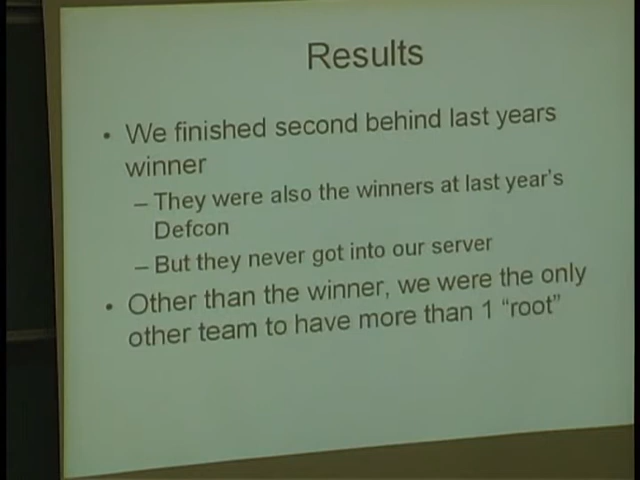 Results
• We finished second behind last years
winner
– They were also the winners at last year's
Defcon
– But they never got into our server
• Other than the winner, we were the only
other team to have more than 1 “root”